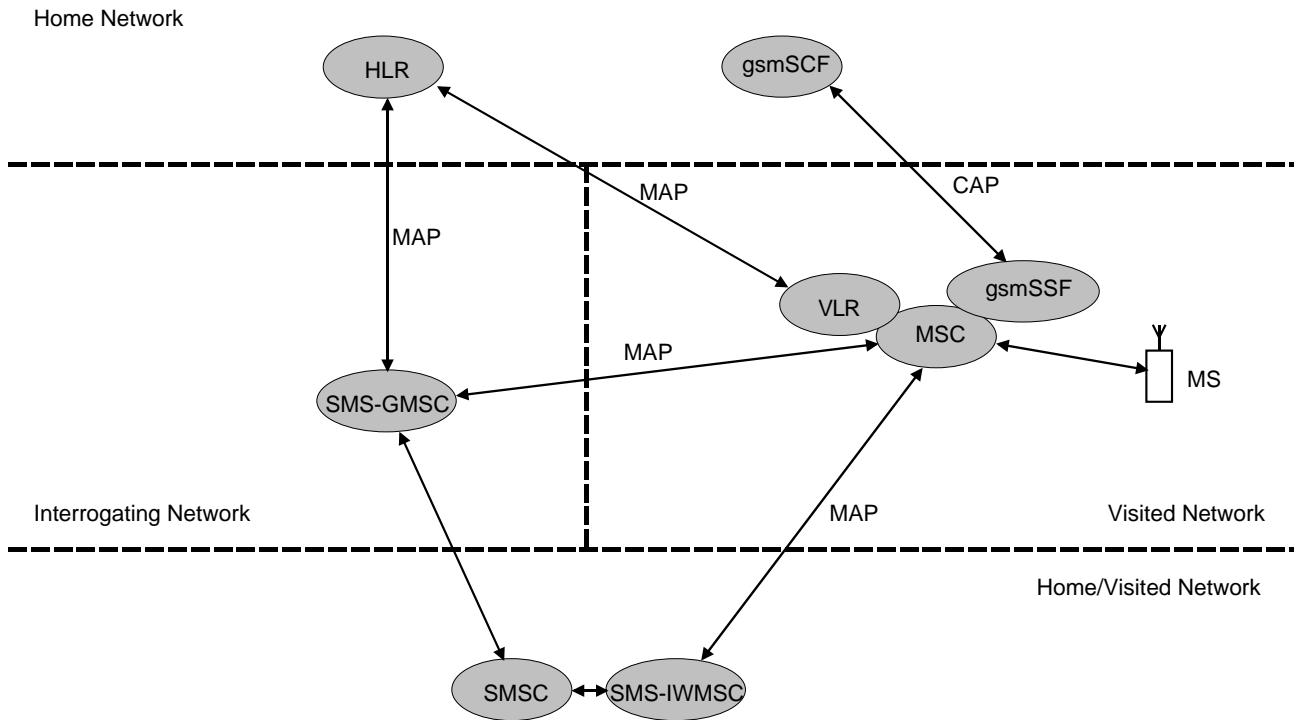 Home Network
HLR
gsmSCF
MAP
CAP
MAP
gsmSSF
VLR
MSC
MAP
MS
SMS-GMSC
Interrogating Network
MAP
Visited Network
Home/Visited Network
SMSC
SMS-IWMSC